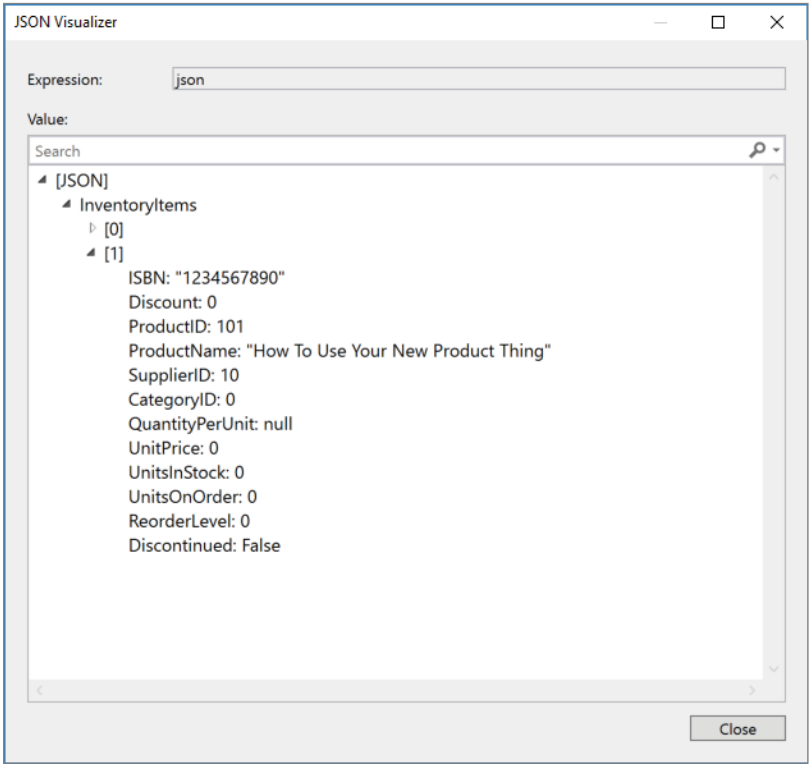 JSON Visualizer
Expression: json
Value:
Search
[JSON]
InventoryItems
[0]
[1]
ISBN: "1234567890"
Discount: 0
ProductID: 101
ProductName: "How To Use Your New Product Thing"
SupplierID: 10
CategoryID: 0
QuantityPerUnit: null
UnitPrice: 0
UnitsInStock: 0
UnitsOnOrder: 0
ReorderLevel: 0
Discontinued: False
Close